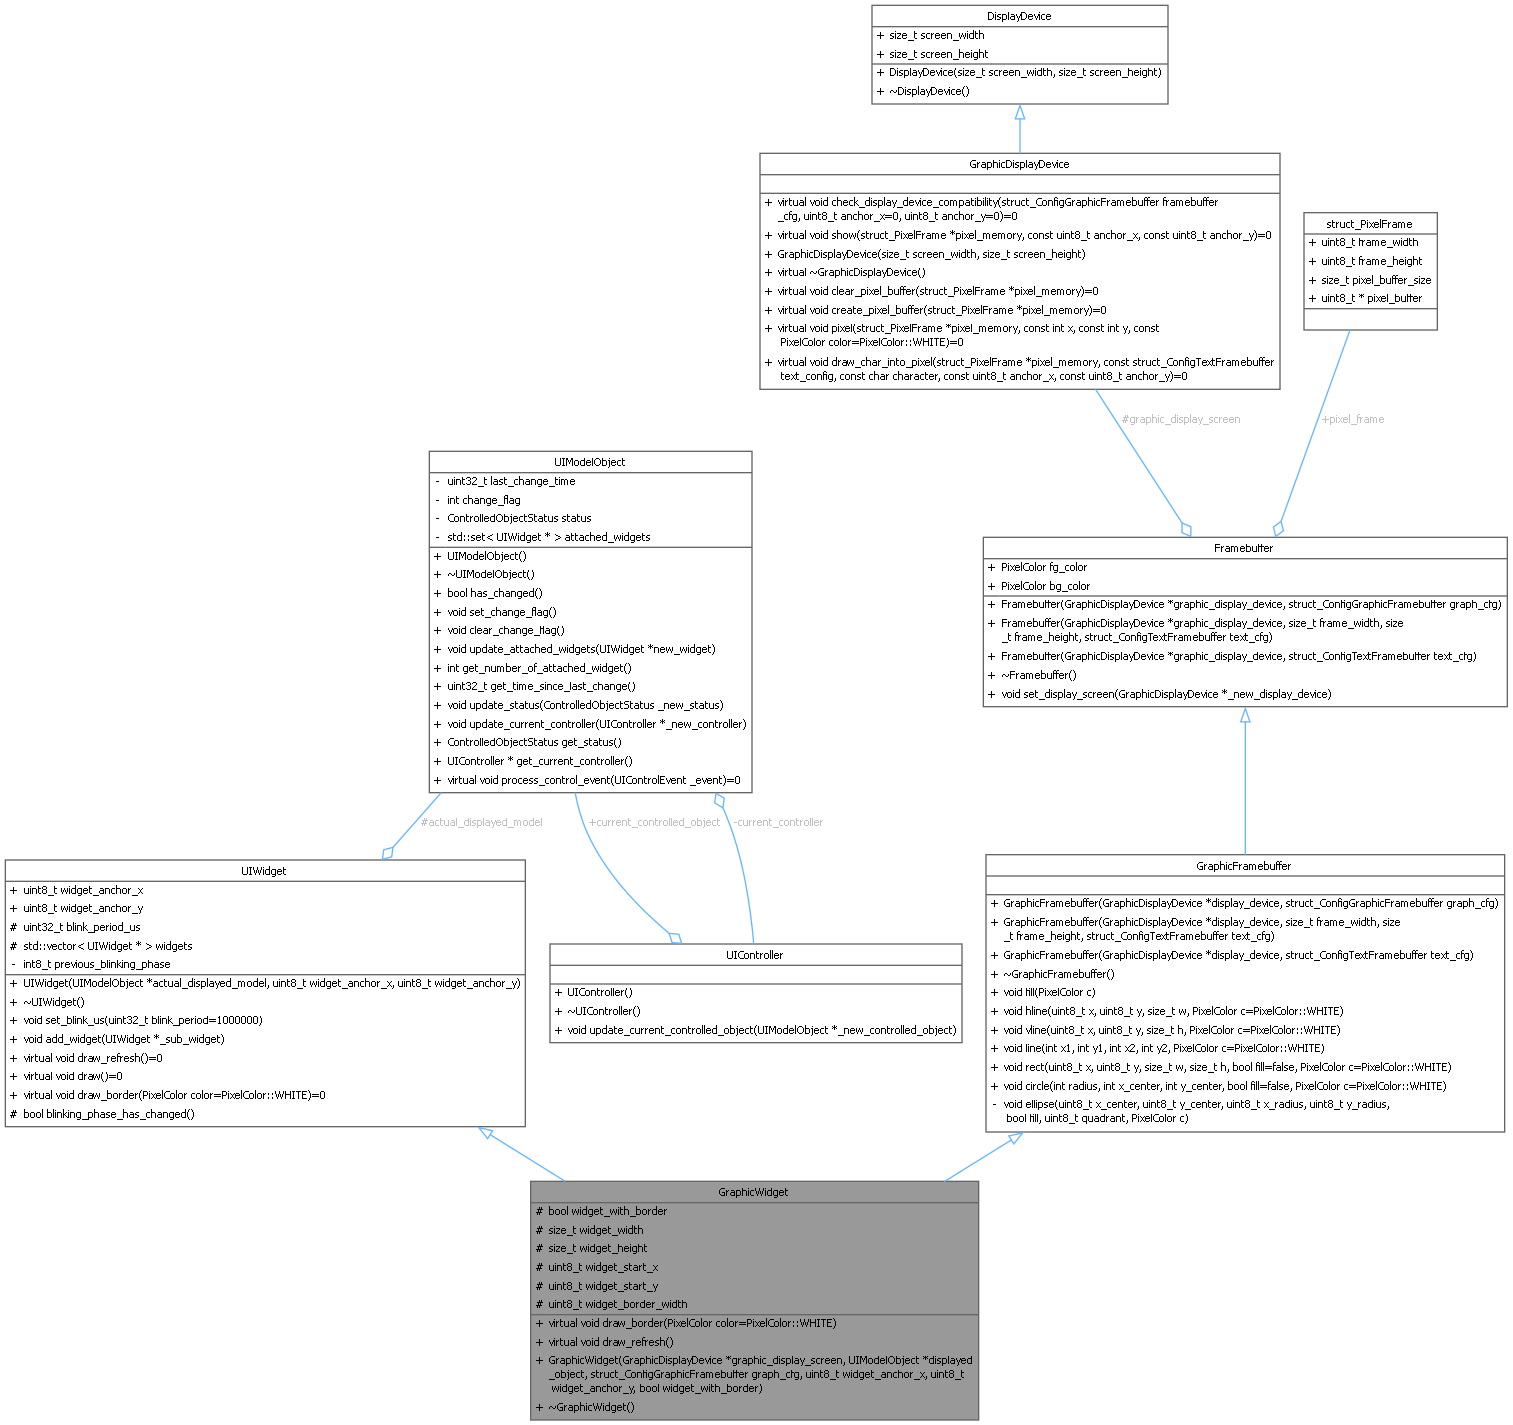 DisplayDevice
+ size_t screen_width
+ size_t screen_height
+ DisplayDevice(size_t screen_width, size_t screen_height)
+ ~DisplayDevice()
GraphicDisplayDevice
+ virtual void check_display_device_compatibility(struct_ConfigGraphicFramebuffer framebuffer
_cfg, uint8_t anchor_x=0, uint8_t anchor_y=0)=0
+ virtual void show(struct_PixelFrame *pixel_memory, const uint8_t anchor_x, const uint8_t anchor_y)=0
+ GraphicDisplayDevice(size_t screen_width, size_t screen_height)
+ virtual ~GraphicDisplayDevice()
+ virtual void clear_pixel_buffer(struct_PixelFrame *pixel_memory)=0
+ virtual void create_pixel_buffer(struct_PixelFrame *pixel_memory)=0
+ virtual void pixel(struct_PixelFrame *pixel_memory, const int x, const int y, const
PixelColor color=PixelColor::WHITE)=0
+ virtual void draw_char_into_pixel(struct_PixelFrame *pixel_memory, const struct_ConfigTextFramebuffer
text_config, const char character, const uint8_t anchor_x, const uint8_t anchor_y)=0
struct_PixelFrame
+ uint8_t frame_width
+ uint8_t frame_height
+ size_t pixel_buffer_size
+ uint8_t * pixel_buffer
#graphic_display_screen
+pixel_frame
UIModelObject
- uint32_t last_change_time
- int change_flag
- ControlledObjectStatus status
- std::set< UIWidget * > attached_widgets
+ UIModelObject()
+ ~UIModelObject()
+ bool has_changed()
+ void set_change_flag()
+ void clear_change_flag()
+ void update_attached_widgets(UIWidget *new_widget)
+ int get_number_of_attached_widget()
+ uint32_t get_time_since_last_change()
+ void update_status(ControlledObjectStatus _new_status)
+ void update_current_controller(UIController *_new_controller)
+ ControlledObjectStatus get_status()
+ UIController * get_current_controller()
+ virtual void process_control_event(UIControlEvent _event)=0
Framebuffer
+ PixelColor fg_color
+ PixelColor bg_color
+ Framebuffer(GraphicDisplayDevice *graphic_display_device, struct_ConfigGraphicFramebuffer graph_cfg)
+ Framebuffer(GraphicDisplayDevice *graphic_display_device, size_t frame_width, size
_t frame_height, struct_ConfigTextFramebuffer text_cfg)
+ Framebuffer(GraphicDisplayDevice *graphic_display_device, struct_ConfigTextFramebuffer text_cfg)
+ ~Framebuffer()
+ void set_display_screen(GraphicDisplayDevice *_new_display_device)
#actual_displayed_model
+current_controlled_object
-current_controller
UIWidget
+ uint8_t widget_anchor_x
+ uint8_t widget_anchor_y
# uint32_t blink_period_us
# std::vector< UIWidget * > widgets
- int8_t previous_blinking_phase
+ UIWidget(UIModelObject *actual_displayed_model, uint8_t widget_anchor_x, uint8_t widget_anchor_y)
+ ~UIWidget()
+ void set_blink_us(uint32_t blink_period=1000000)
+ void add_widget(UIWidget *_sub_widget)
+ virtual void draw_refresh()=0
+ virtual void draw()=0
+ virtual void draw_border(PixelColor color=PixelColor::WHITE)=0
# bool blinking_phase_has_changed()
UIController
+ UIController()
+ ~UIController()
+ void update_current_controlled_object(UIModelObject *_new_controlled_object)
GraphicFramebuffer
+ GraphicFramebuffer(GraphicDisplayDevice *display_device, struct_ConfigGraphicFramebuffer graph_cfg)
+ GraphicFramebuffer(GraphicDisplayDevice *display_device, size_t frame_width, size
_t frame_height, struct_ConfigTextFramebuffer text_cfg)
+ GraphicFramebuffer(GraphicDisplayDevice *display_device, struct_ConfigTextFramebuffer text_cfg)
+ ~GraphicFramebuffer()
+ void fill(PixelColor c)
+ void hline(uint8_t x, uint8_t y, size_t w, PixelColor c=PixelColor::WHITE)
+ void vline(uint8_t x, uint8_t y, size_t h, PixelColor c=PixelColor::WHITE)
+ void line(int x1, int y1, int x2, int y2, PixelColor c=PixelColor::WHITE)
+ void rect(uint8_t x, uint8_t y, size_t w, size_t h, bool fill=false, PixelColor c=PixelColor::WHITE)
+ void circle(int radius, int x_center, int y_center, bool fill=false, PixelColor c=PixelColor::WHITE)
- void ellipse(uint8_t x_center, uint8_t y_center, uint8_t x_radius, uint8_t y_radius,
bool fill, uint8_t quadrant, PixelColor c)
GraphicWidget
# bool widget_with_border
# size_t widget_width
# size_t widget_height
# uint8_t widget_start_x
# uint8_t widget_start_y
# uint8_t widget_border_width
+ virtual void draw_border(PixelColor color=PixelColor::WHITE)
+ virtual void draw_refresh()
+ GraphicWidget(GraphicDisplayDevice *graphic_display_screen, UIModelObject *displayed
_object, struct_ConfigGraphicFramebuffer graph_cfg, uint8_t widget_anchor_x, uint8_t
widget_anchor_y, bool widget_with_border)
+ ~GraphicWidget()